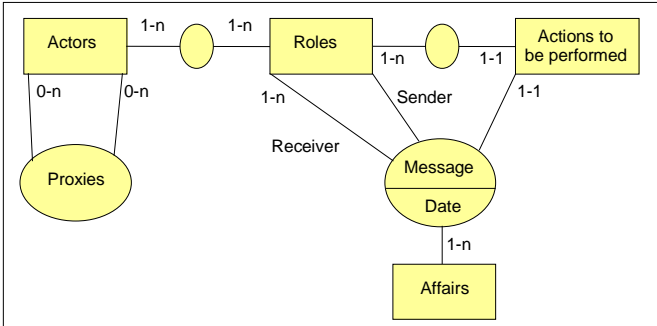 1-n
1-n
Actors
Roles
Actions to
be performed
1-n
1-1
0-n
0-n
1-n
Sender
1-1
Receiver
Message
Proxies
Date
1-n
Affairs